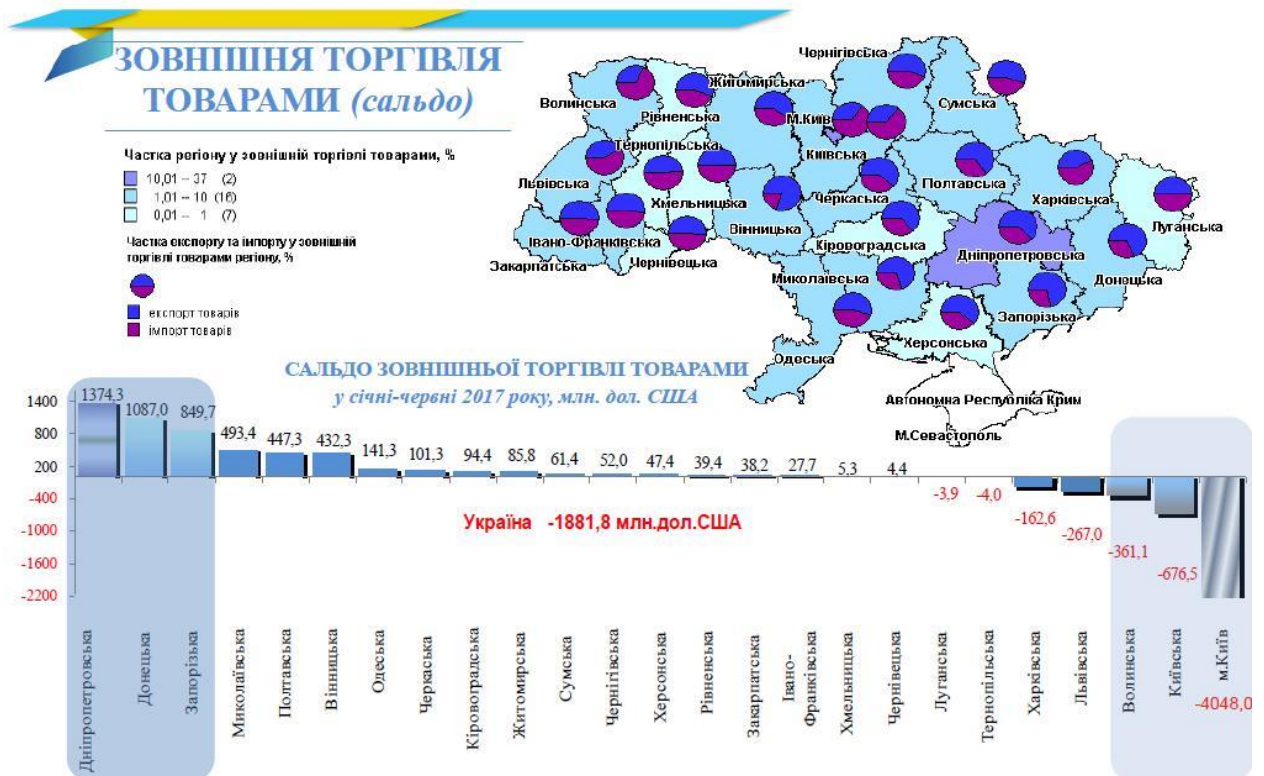 ЗОВНІШНЯ ТОРГІВЛЯ
ТОВАРАМИ (сальдо)
Частка регіону у зовнішній торгівлі товарами, %
10,01 – 37 (2)
1,01 – 10 (16)
0,01 – 1 (7)
Частка експорту та імпорту у зовнішній
торгівлі товарами регіону, %
експорт товарів
імпорт товарів
Чернігівська
Волинська
Рівненська
Житомирська
Сумська
М.Київ
Київська
Тернопільська
Львівська
Хмельницька
Черкаська
Полтавська
Харківська
Вінницька
Луганська
Івано-Франківська
Закарпатська
Чернівецька
Кіровоградська
Дніпропетровська
Донецька
Миколаївська
Запорізька
Одеська
Херсонська
Автономна Республіка Крим
М.Севастополь
САЛЬДО ЗОВНІШНЬОЇ ТОРГІВЛІ ТОВАРАМИ
у січні-червні 2017 року, млн. дол. США
1400
800
200
-400
-1000
-1600
-2200
1374,3
1087,0
849,7
493,4
447,3
432,3
141,3
101,3
94,4
85,8
61,4
52,0
47,4
39,4
38,2
27,7
5,3
4,4
-3,9
-4,0
-162,6
-267,0
-361,1
-676,5
-4048,0
Україна -1881,8 млн.дол.США
Дніпропетровська
Донецька
Запорізька
Миколаївська
Полтавська
Вінницька
Одеська
Черкаська
Кіровоградська
Житомирська
Сумська
Чернігівська
Херсонська
Рівненська
Закарпатська
Івано-
Франківська
Хмельницька
Чернівецька
Луганська
Тернопільська
Харківська
Львівська
Волинська
Київська
м.Київ